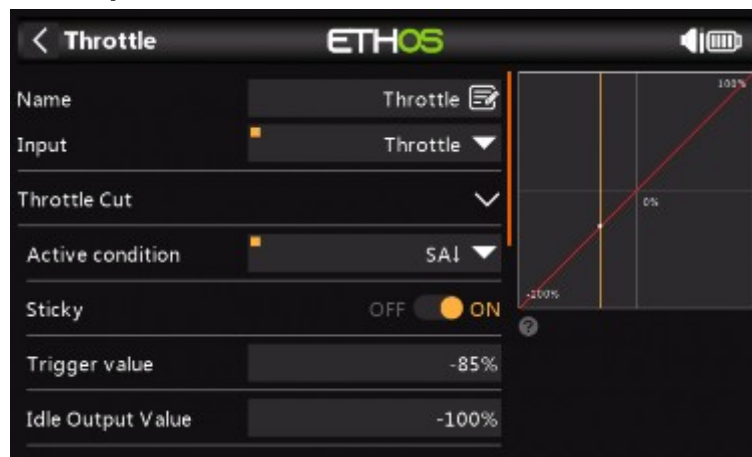 Throttle ETHOS
Name Throttle
Input Throttle
Throttle Cut
Active condition SA↓
Sticky OFF ON
Trigger value -85%
Idle Output Value -100%
100%
0%
-100%
?